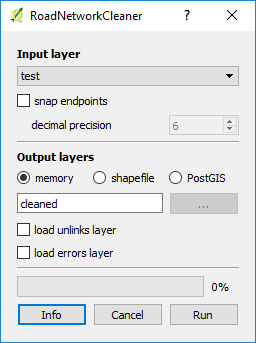 RoadNetworkCleaner ? ×
Input layer
test
snap endpoints
decimal precision 6
Output layers
memory shapefile PostGIS
cleaned ...
load unlinks layer
load errors layer
0%
Info Cancel Run